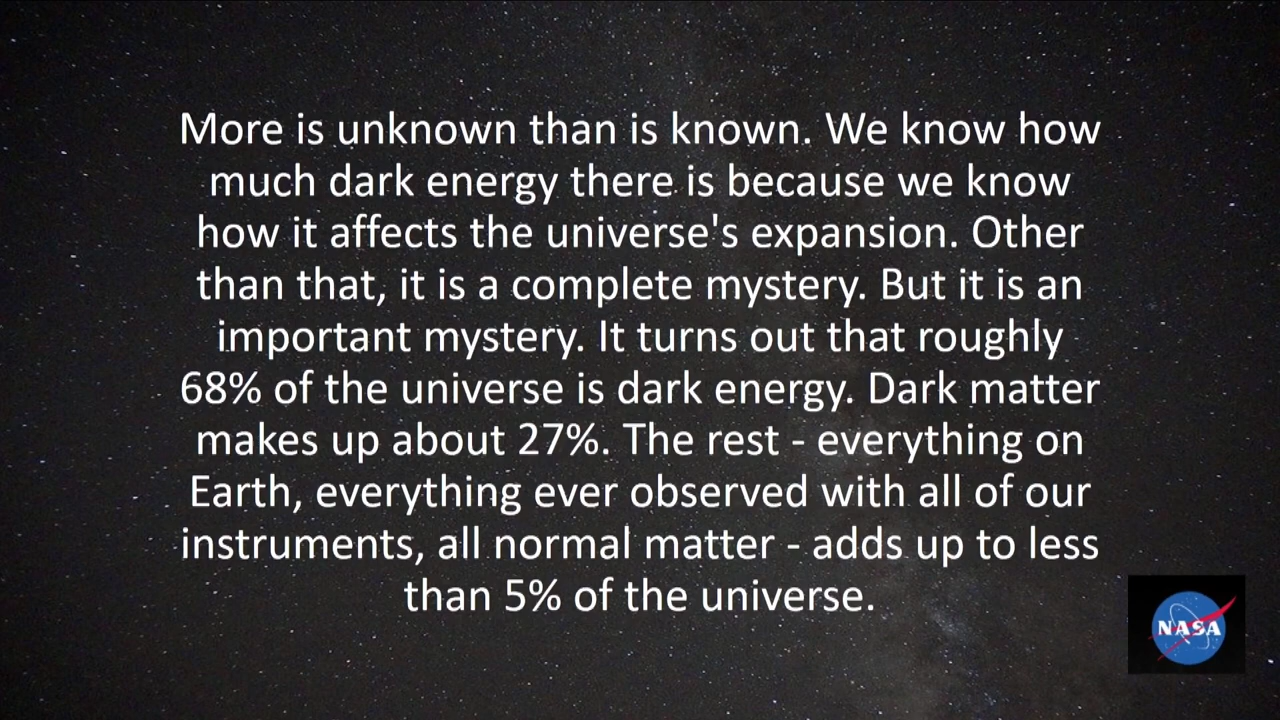 More is unknown than is known. We know how
much dark energy there is because we know
how it affects the universe's expansion. Other
than that, it is a complete mystery. But it is an
important mystery. It turns out that roughly
68% of the universe is dark energy. Dark matter
makes up about 27%. The rest - everything on
Earth, everything ever observed with all of our
instruments, all normal matter - adds up to less
than 5% of the universe.
NASA